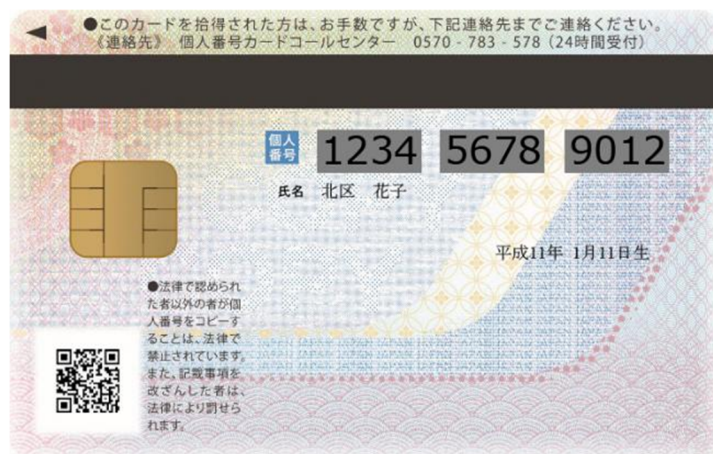 ●このカードを拾得された方は、お手数ですが、下記連絡先までご連絡ください。
《連絡先》 個人番号カードコールセンター 0570 - 783 - 578（24時間受付）
個人
番号
1234 5678 9012
氏名 北区 花子
平成11年 1月11日生
●法律で認められ
た者以外の者が個
人番号をコピーす
ることは、法律で
禁止されています。
また、記載事項を
改ざんした者は、
法律により罰せら
れます。